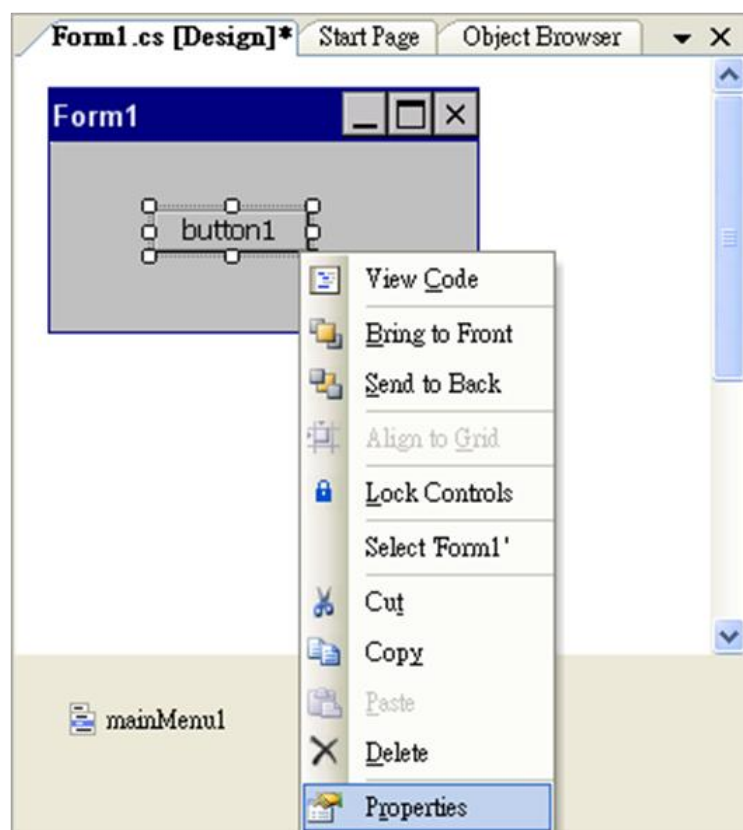 Form1.cs [Design]* Start Page Object Browser
Form1
button1
View Code
Bring to Front
Send to Back
Align to Grid
Lock Controls
Select 'Form1'
Cut
Copy
Paste
mainMenu1
Delete
Properties